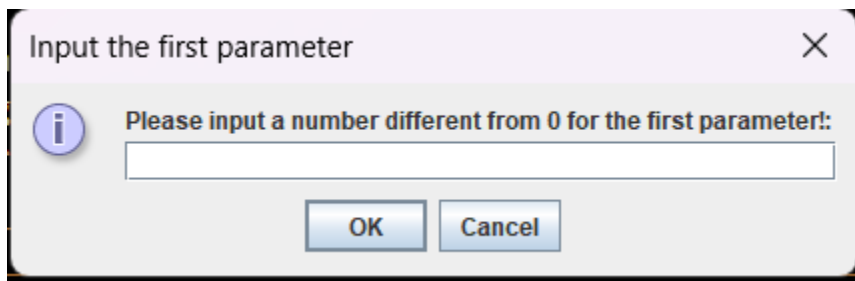 Input the first parameter
Please input a number different from 0 for the first parameter!:
OK
Cancel